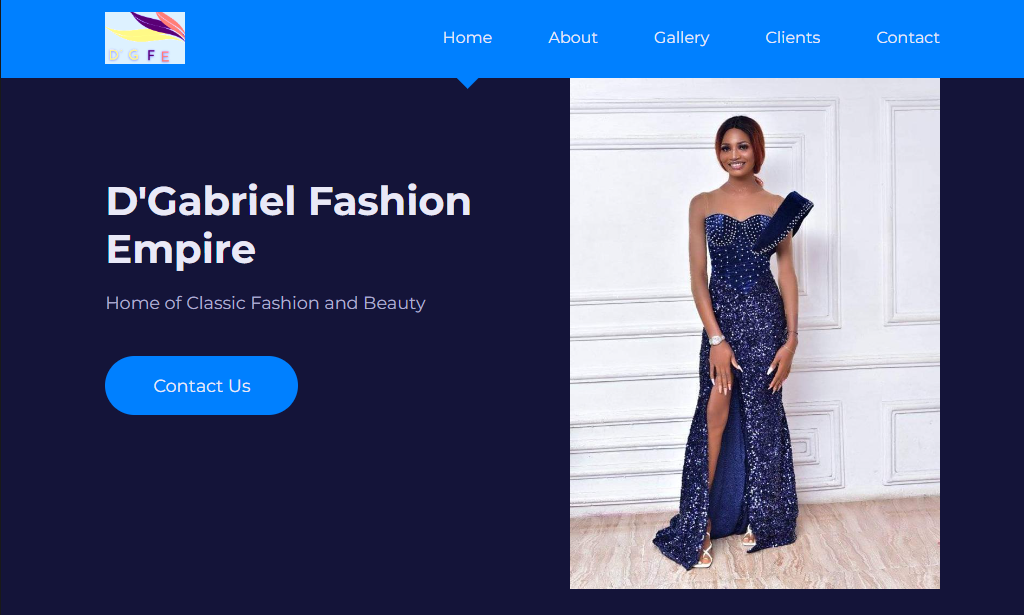 D' G F E
Home About Gallery Clients Contact
D'Gabriel Fashion
Empire
Home of Classic Fashion and Beauty
Contact Us